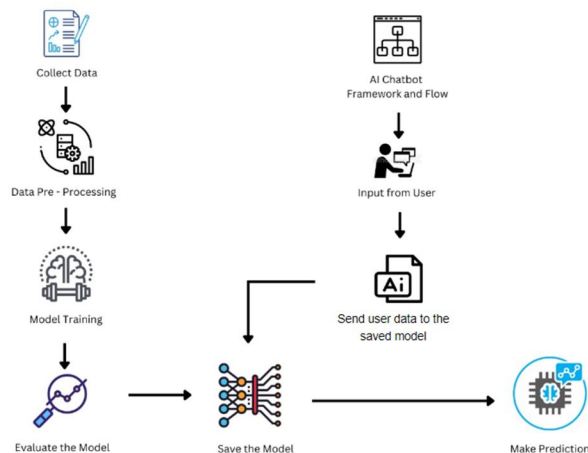 Collect Data
AI Chatbot
Framework and Flow
Data Pre - Processing
Input from User
Model Training
Ai
Send user data to the
saved model
Evaluate the Model
Save the Model
Make Prediction